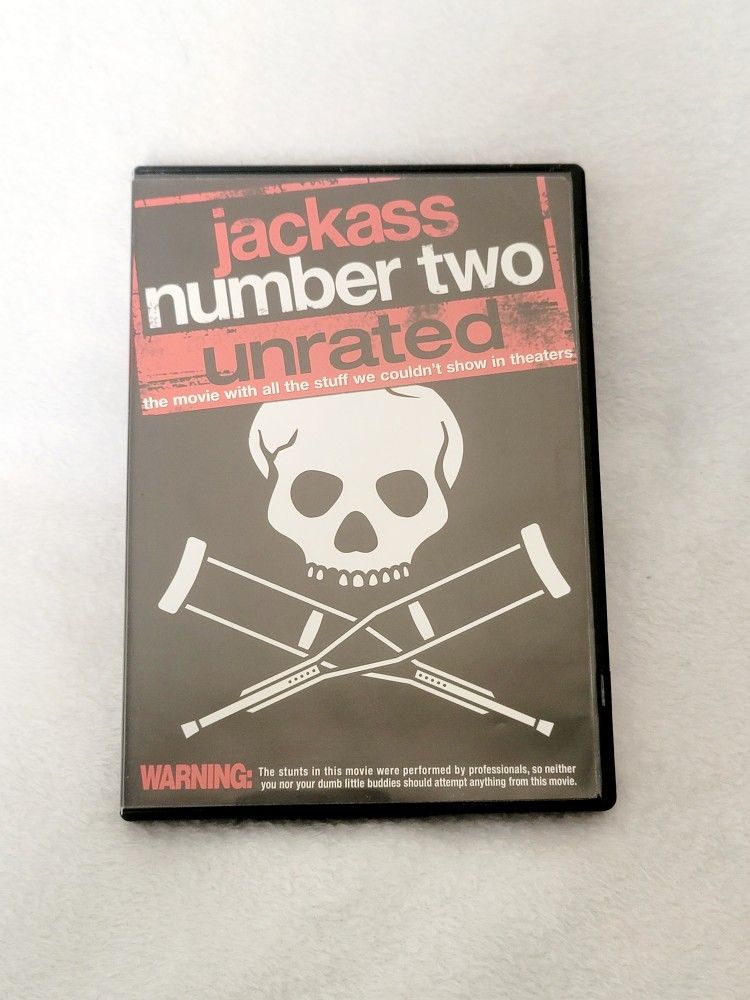 jackass
number two
unrated
the movie with all the stuff we couldn't show in theaters
WARNING: The stunts in this movie were performed by professionals, so neither
you nor your dumb little buddies should attempt anything from this movie.